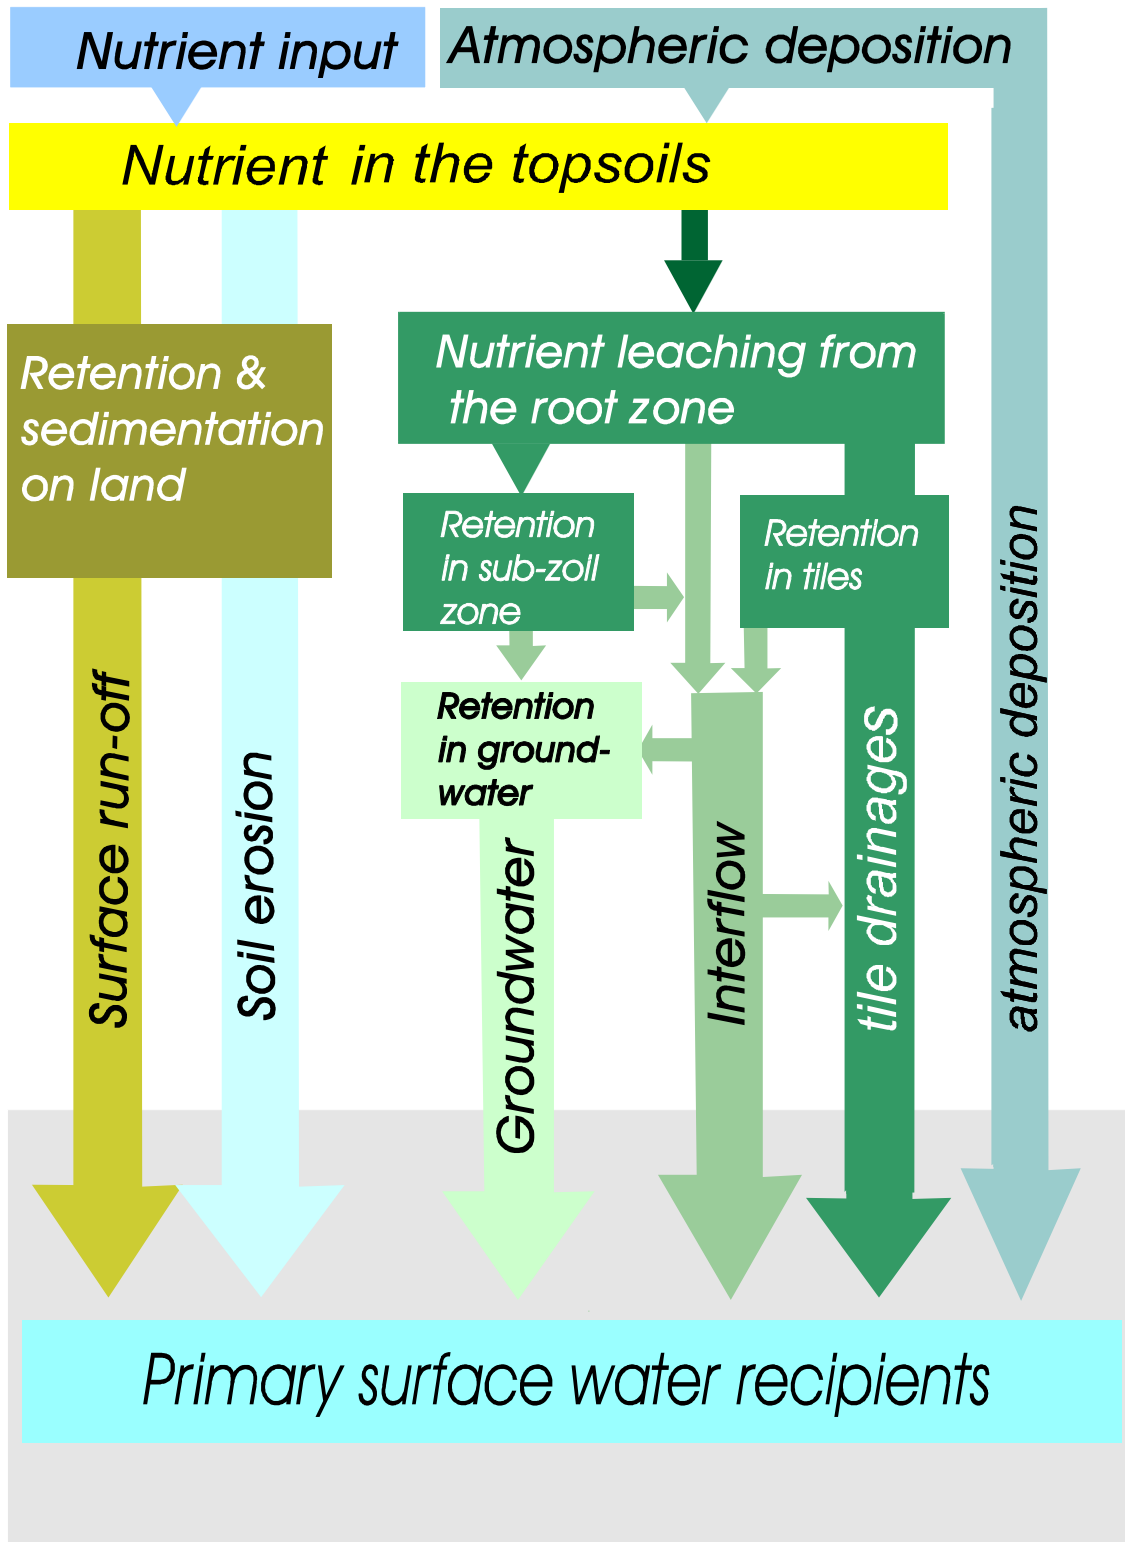 Nutrient input
Atmospheric deposition
Nutrient in the topsoils
Retention &
sedimentation
on land
Nutrient leaching from
the root zone
Retention
in sub-zoil
zone
Retention
in tiles
Retention
in ground-
water
Surface run-off
Soil erosion
Groundwater
Interflow
tile drainages
atmospheric deposition
Primary surface water recipients